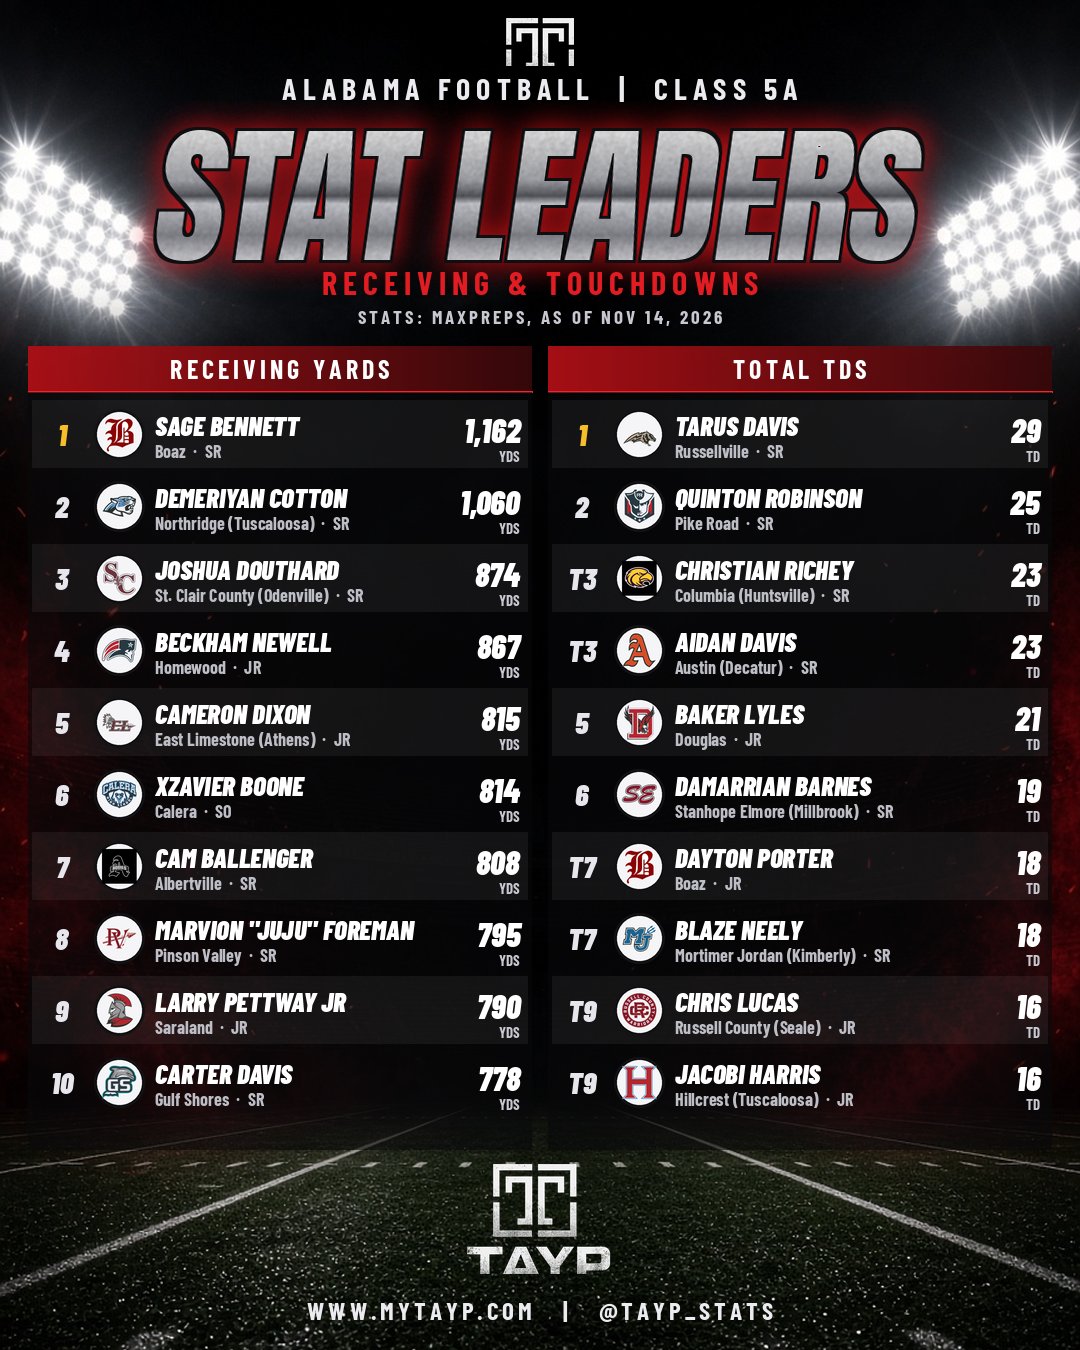 ALABAMA FOOTBALL | CLASS 5A
STAT LEADERS
RECEIVING & TOUCHDOWNS
STATS: MAXPREPS, AS OF NOV 14, 2026
RECEIVING YARDS
1 SAGE BENNETT 1,162
Boaz · SR YDS
2 DEMERIYAN COTTON 1,060
Northridge (Tuscaloosa) · SR YDS
3 JOSHUA DOUTHARD 874
St. Clair County (Odenville) · SR YDS
4 BECKHAM NEWELL 867
Homewood · JR YDS
5 CAMERON DIXON 815
East Limestone (Athens) · JR YDS
6 XZAVIER BOONE 814
Calera · SO YDS
7 CAM BALLENGER 808
Albertville · SR YDS
8 MARVION "JUJU" FOREMAN 795
Pinson Valley · SR YDS
9 LARRY PETTWAY JR 790
Saraland · JR YDS
10 CARTER DAVIS 778
Gulf Shores · SR YDS
TOTAL TDS
1 TARUS DAVIS 29
Russellville · SR TD
2 QUINTON ROBINSON 25
Pike Road · SR TD
T3 CHRISTIAN RICHEY 23
Columbia (Huntsville) · SR TD
T3 AIDAN DAVIS 23
Austin (Decatur) · SR TD
5 BAKER LYLES 21
Douglas · JR TD
6 DAMARRIAN BARNES 19
Stanhope Elmore (Millbrook) · SR TD
T7 DAYTON PORTER 18
Boaz · JR TD
T7 BLAZE NEELY 18
Mortimer Jordan (Kimberly) · SR TD
T9 CHRIS LUCAS 16
Russell County (Seale) · JR TD
T9 JACOBI HARRIS 16
Hillcrest (Tuscaloosa) · JR TD
TAYP
WWW.MYTAYP.COM | @TAYP_STATS